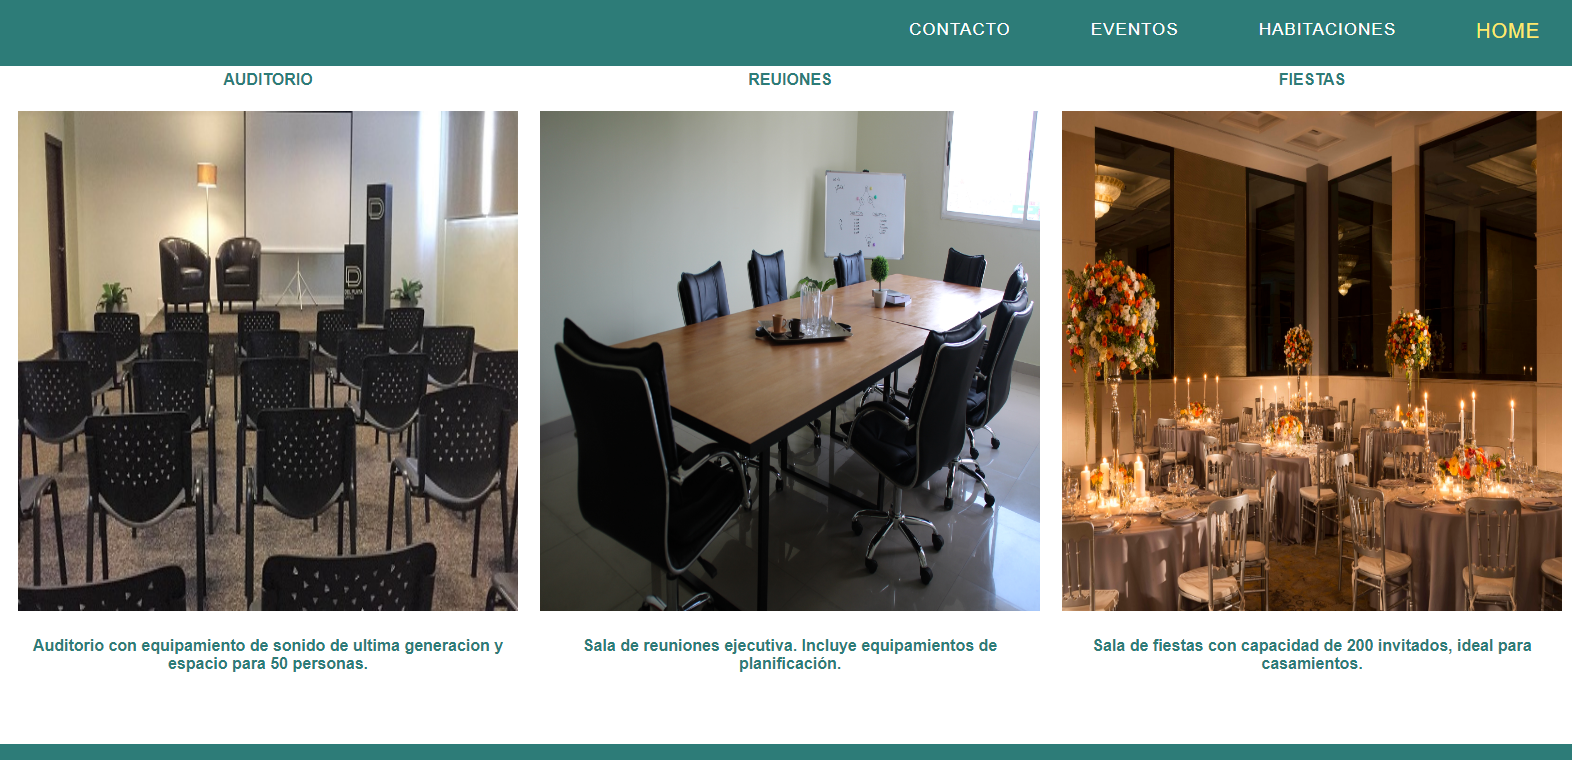 CONTACTO EVENTOS HABITACIONES HOME
AUDITORIO
REUIONES
FIESTAS
DEL PLATA
Auditorio con equipamiento de sonido de ultima generacion y
espacio para 50 personas.
Sala de reuniones ejecutiva. Incluye equipamientos de
planificación.
Sala de fiestas con capacidad de 200 invitados, ideal para
casamientos.